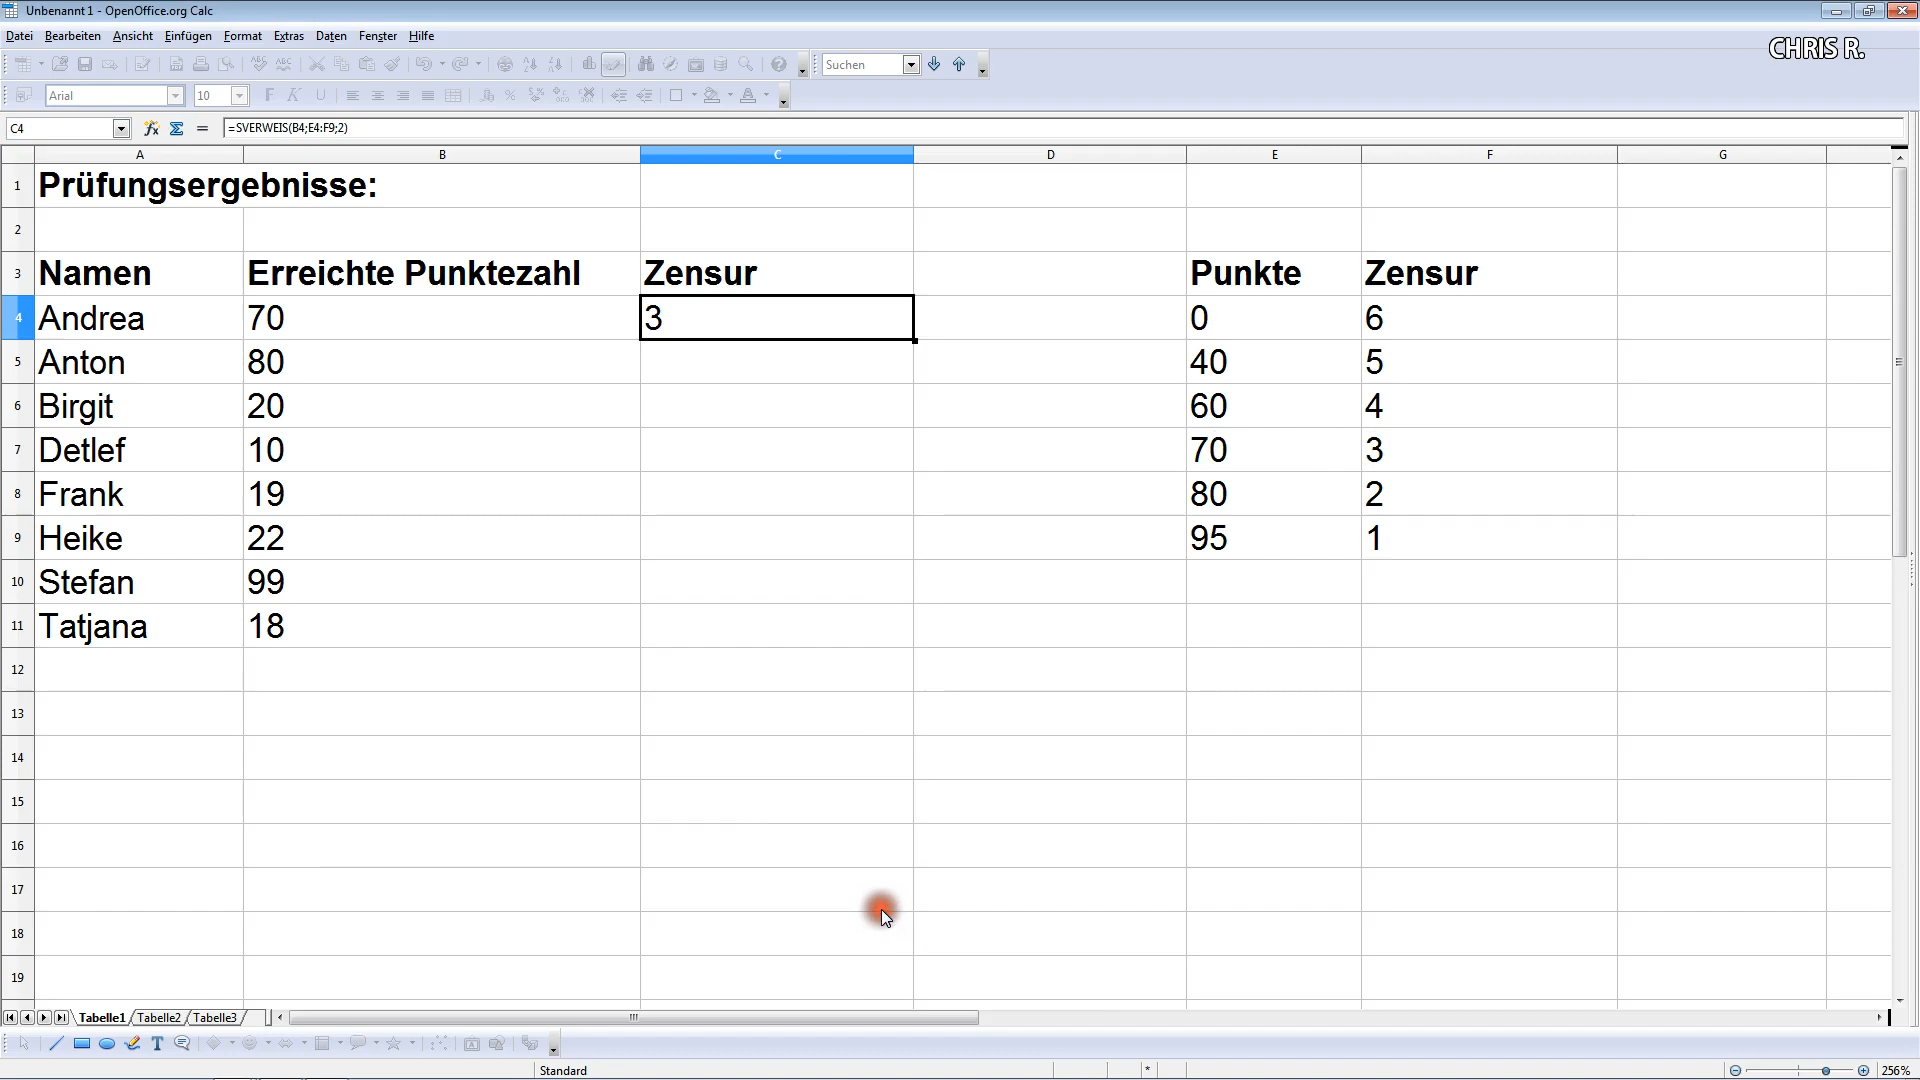 Unbenannt 1 - OpenOffice.org Calc
CHRIS R.
Datei Bearbeiten Ansicht Einfügen Format Extras Daten Fenster Hilfe
Suchen
Arial 10
C4 =SVERWEIS(B4;E4:F9;2)
A B C D E F G
1 Prüfungsergebnisse:
2
3 Namen Erreichte Punktezahl Zensur Punkte Zensur
4 Andrea 70 3 0 6
5 Anton 80 40 5
6 Birgit 20 60 4
7 Detlef 10 70 3
8 Frank 19 80 2
9 Heike 22 95 1
10 Stefan 99
11 Tatjana 18
12
13
14
15
16
17
18
19
Tabelle1 Tabelle2 Tabelle3
Standard * 256%